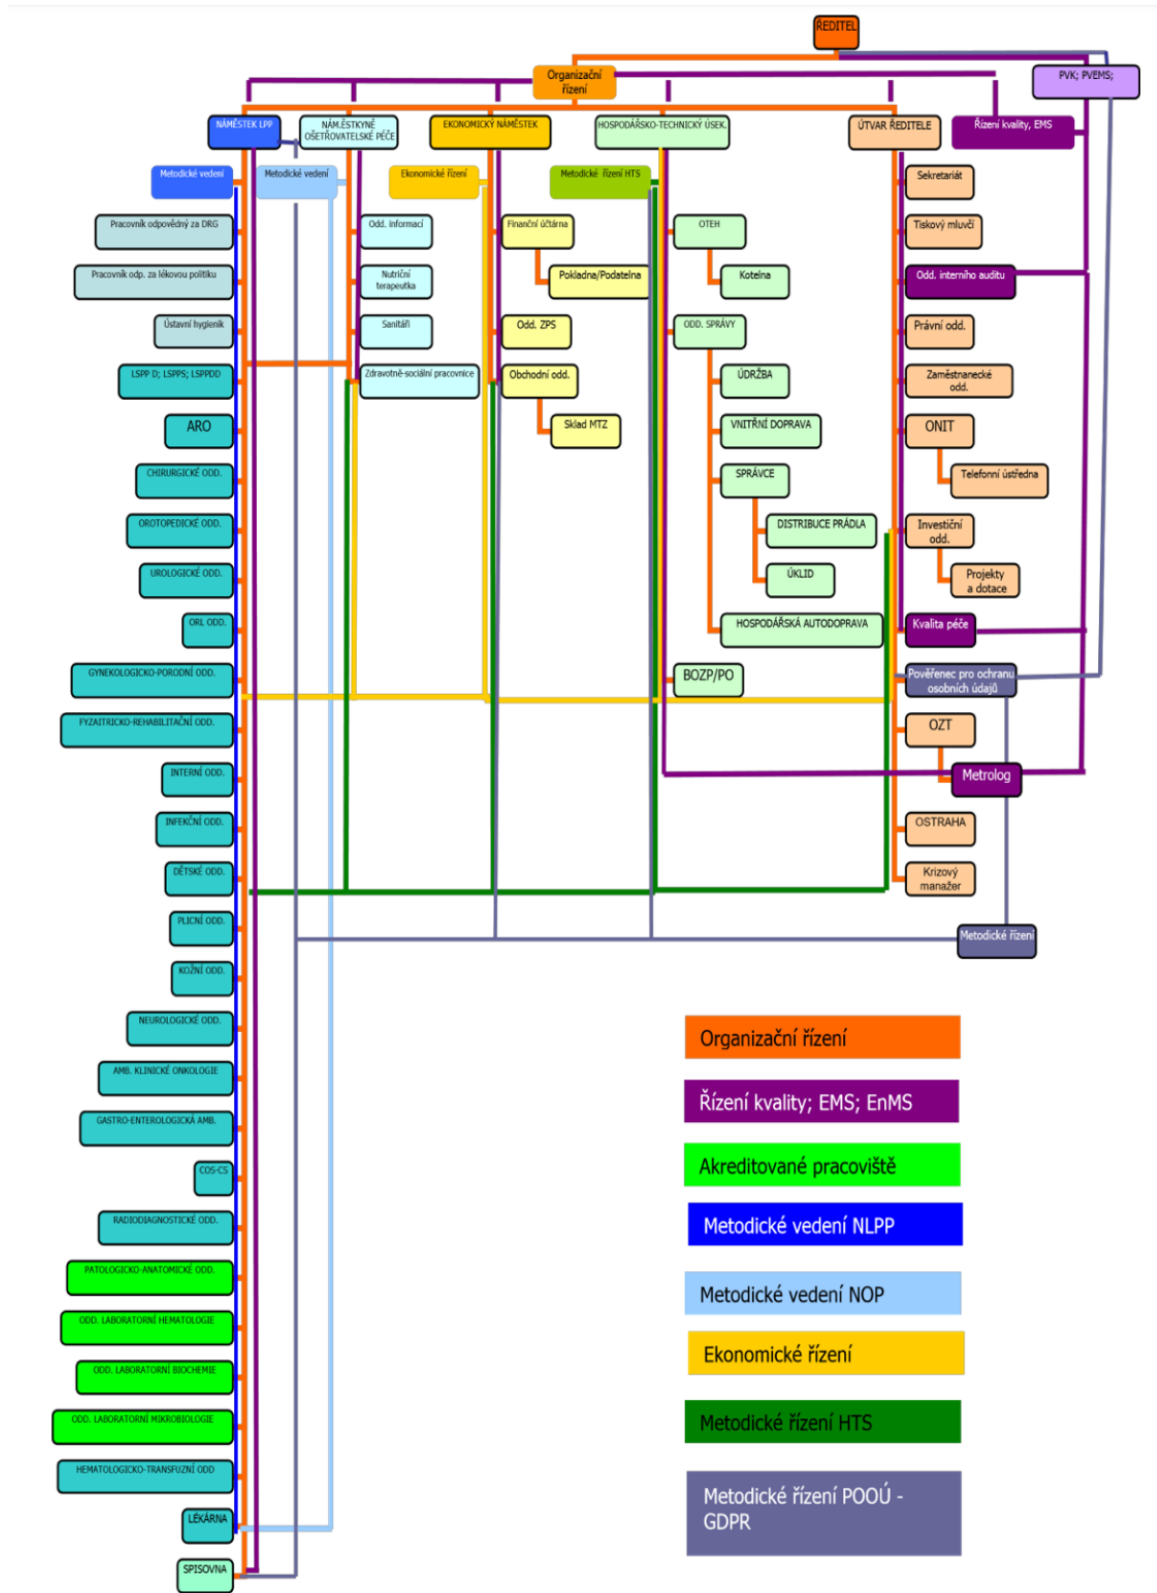 ŘEDITEL
Organizační
řízení
PVK; PVEMS;
NÁMĚSTEK LPP
NÁM.ĚSTKYNĚ
OŠETŘOVATELSKÉ PÉČE
EKONOMICKÝ NÁMĚSTEK
HOSPODÁŘSKO-TECHNICKÝ ÚSEK.
ÚTVAR ŘEDITELE
Řízení kvality, EMS
Metodické vedení
Metodické vedení
Ekonomické řízení
Metodické řízení HTS
Sekretariát
Pracovník odpovědný za DRG
Odd. informací
Finanční účtárna
OTEH
Tiskový mluvčí
Pracovník odp. za lékovou politiku
Nutriční
terapeutka
Pokladna/Podatelna
Kotelna
Odd. interního auditu
Ústavní hygienik
Sanitáři
Odd. ZPS
ODD. SPRÁVY
Právní odd.
LSPP D; LSPPS; LSPPDD
Zdravotně-sociální pracovnice
Obchodní odd.
ÚDRŽBA
Zaměstnanecké
odd.
ARO
Sklad MTZ
VNITŘNÍ DOPRAVA
ONIT
CHIRURGICKÉ ODD.
SPRÁVCE
Telefonní ústředna
OROTOPEDICKÉ ODD.
DISTRIBUCE PRÁDLA
Investiční
odd.
UROLOGICKÉ ODD.
ÚKLID
Projekty
a dotace
ORL ODD.
HOSPODÁŘSKÁ AUTODOPRAVA
Kvalita péče
GYNEKOLOGICKO-PORODNÍ ODD.
BOZP/PO
Pověřenec pro ochranu
osobních údajů
FYZAITRICKO-REHABILITAČNÍ ODD.
OZT
INTERNÍ ODD.
Metrolog
INFEKČNÍ ODD.
OSTRAHA
DĚTSKÉ ODD.
Krizový
manažer
PLICNÍ ODD.
Metodické řízení
KOŽNÍ ODD.
NEUROLOGICKÉ ODD.
AMB. KLINICKÉ ONKOLOGIE
GASTRO-ENTEROLOGICKÁ AMB.
COS-CS
RADIODIAGNOSTICKÉ ODD.
PATOLOGICKO-ANATOMICKÉ ODD.
ODD. LABORATORNÍ HEMATOLOGIE
ODD. LABORATORNÍ BIOCHEMIE
ODD. LABORATORNÍ MIKROBIOLOGIE
HEMATOLOGICKO-TRANSFUZNÍ ODD
LÉKÁRNA
SPISOVNA
Organizační řízení
Řízení kvality; EMS; EnMS
Akreditované pracoviště
Metodické vedení NLPP
Metodické vedení NOP
Ekonomické řízení
Metodické řízení HTS
Metodické řízení POOÚ -
GDPR